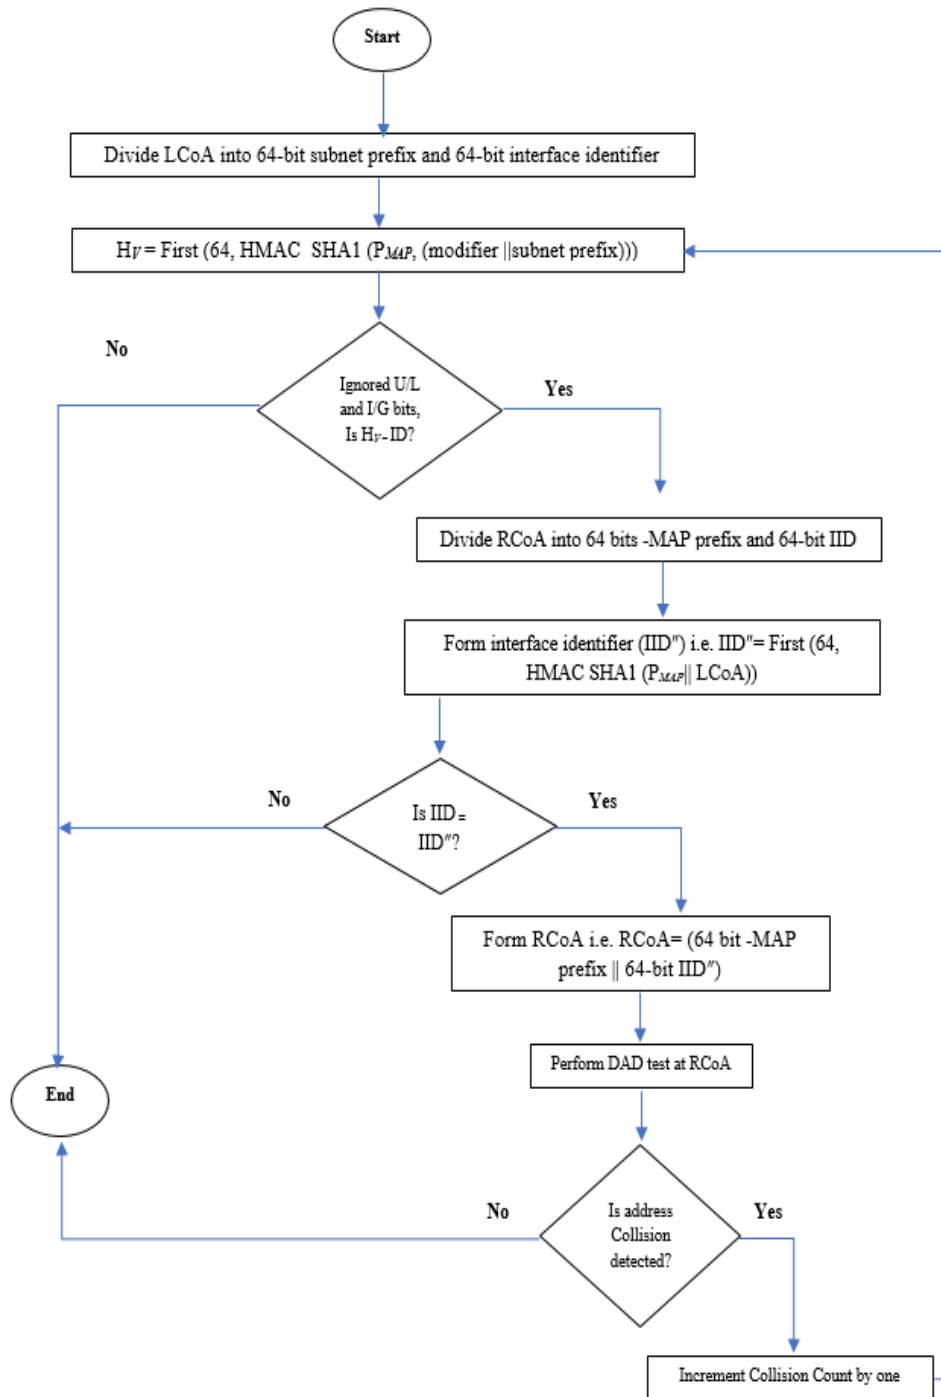 Start
Divide LCoA into 64-bit subnet prefix and 64-bit interface identifier
HV = First (64, HMAC SHA1 (PMAP, (modifier ||subnet prefix)))
No
Ignored U/L
and I/G bits,
Is HV = ID?
Yes
Divide RCoA into 64 bits -MAP prefix and 64-bit IID
Form interface identifier (IID″) i.e. IID″= First (64,
HMAC SHA1 (PMAP|| LCoA))
No
Is IID =
IID″?
Yes
Form RCoA i.e. RCoA= (64 bit -MAP
prefix || 64-bit IID″)
Perform DAD test at RCoA
End
No
Is address
Collision
detected?
Yes
Increment Collision Count by one